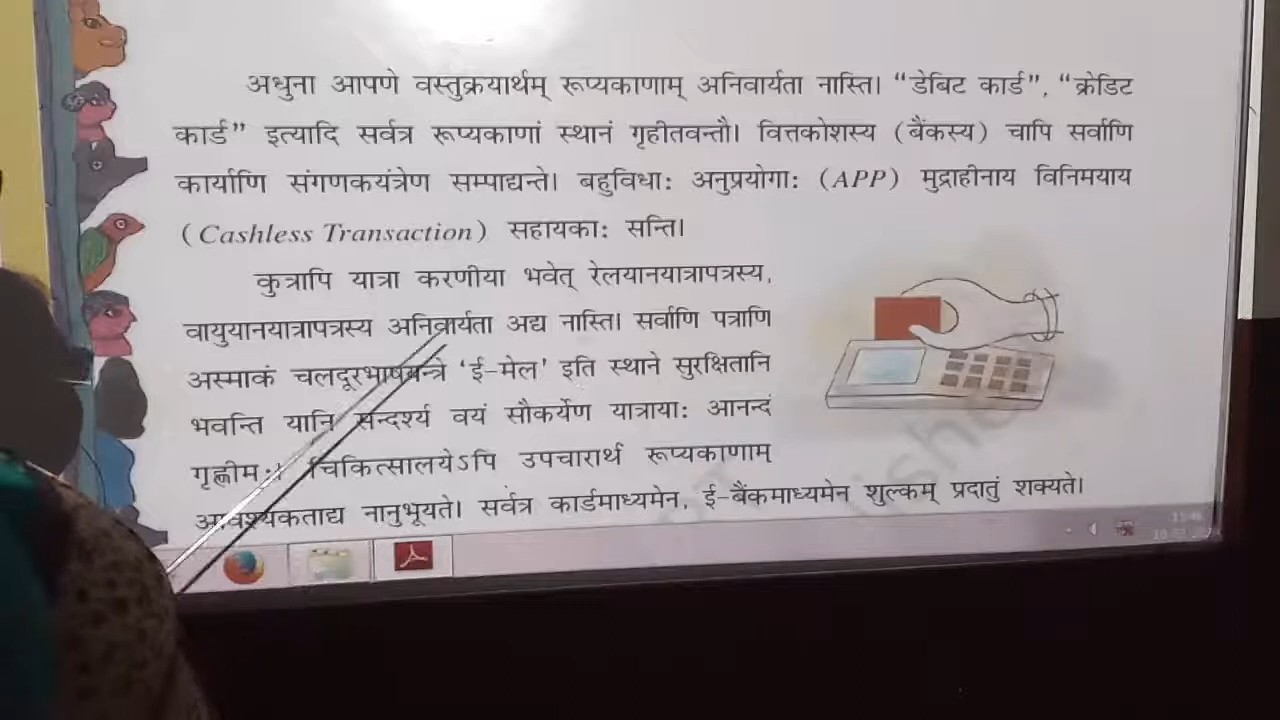 अधुना आपणे वस्तुक्रयार्थम् रूप्यकाणाम् अनिवार्यता नास्ति। “डेबिट कार्ड”, “क्रेडिट
कार्ड” इत्यादि सर्वत्र रूप्यकाणां स्थानं गृहीतवन्तौ। वित्तकोशस्य (बैंकस्य) चापि सर्वाणि
कार्याणि संगणकयंत्रेण सम्पाद्यन्ते। बहुविधाः अनुप्रयोगाः (APP) मुद्राहीनाय विनिमयाय
(Cashless Transaction) सहायकाः सन्ति।
कुत्रापि यात्रा करणीया भवेत् रेलयानयात्रापत्रस्य,
वायुयानयात्रापत्रस्य अनिवार्यता अद्य नास्ति। सर्वाणि पत्राणि
अस्माकं चलदूरभाषयन्त्रे ‘ई-मेल’ इति स्थाने सुरक्षितानि
भवन्ति यानि सन्दर्श्य वयं सौकर्येण यात्रायाः आनन्दं
गृह्णीमः। चिकित्सालयेऽपि उपचारार्थं रूप्यकाणाम्
आवश्यकताद्य नानुभूयते। सर्वत्र कार्डमाध्यमेन, ई-बैंकमाध्यमेन शुल्कम् प्रदातुं शक्यते।